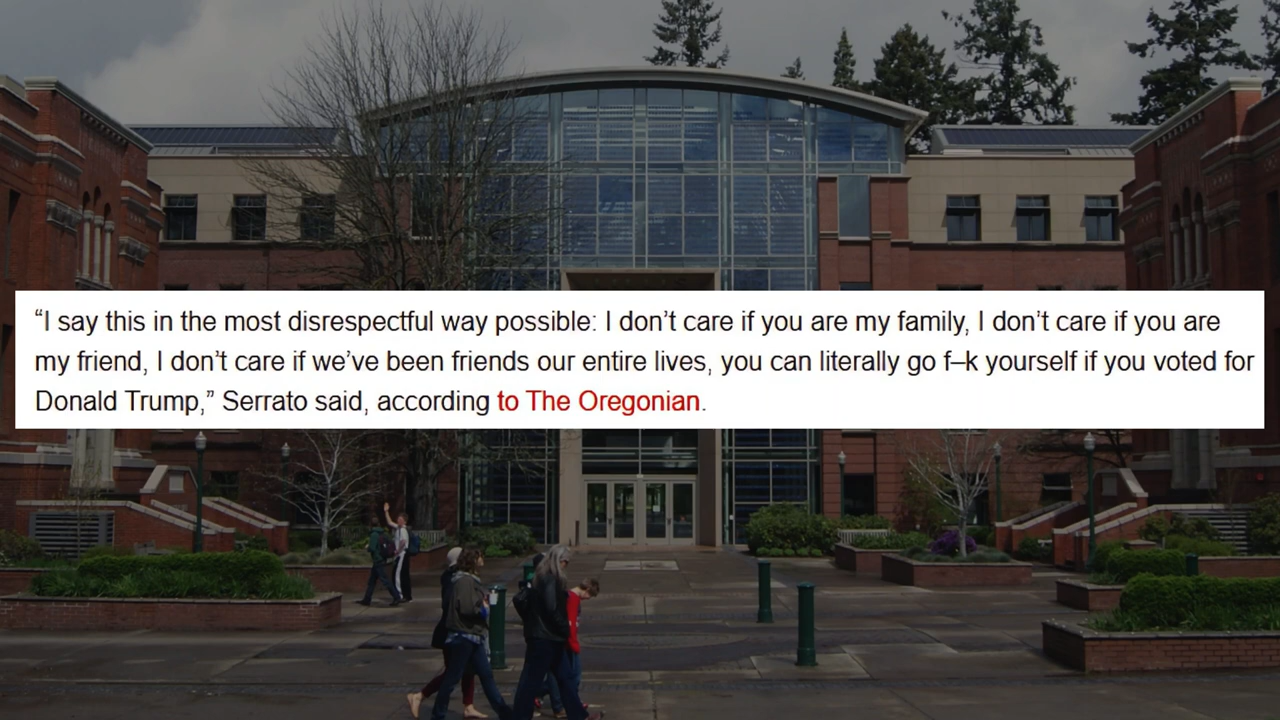 “I say this in the most disrespectful way possible: I don’t care if you are my family, I don’t care if you are
my friend, I don’t care if we’ve been friends our entire lives, you can literally go f–k yourself if you voted for
Donald Trump,” Serrato said, according to The Oregonian.